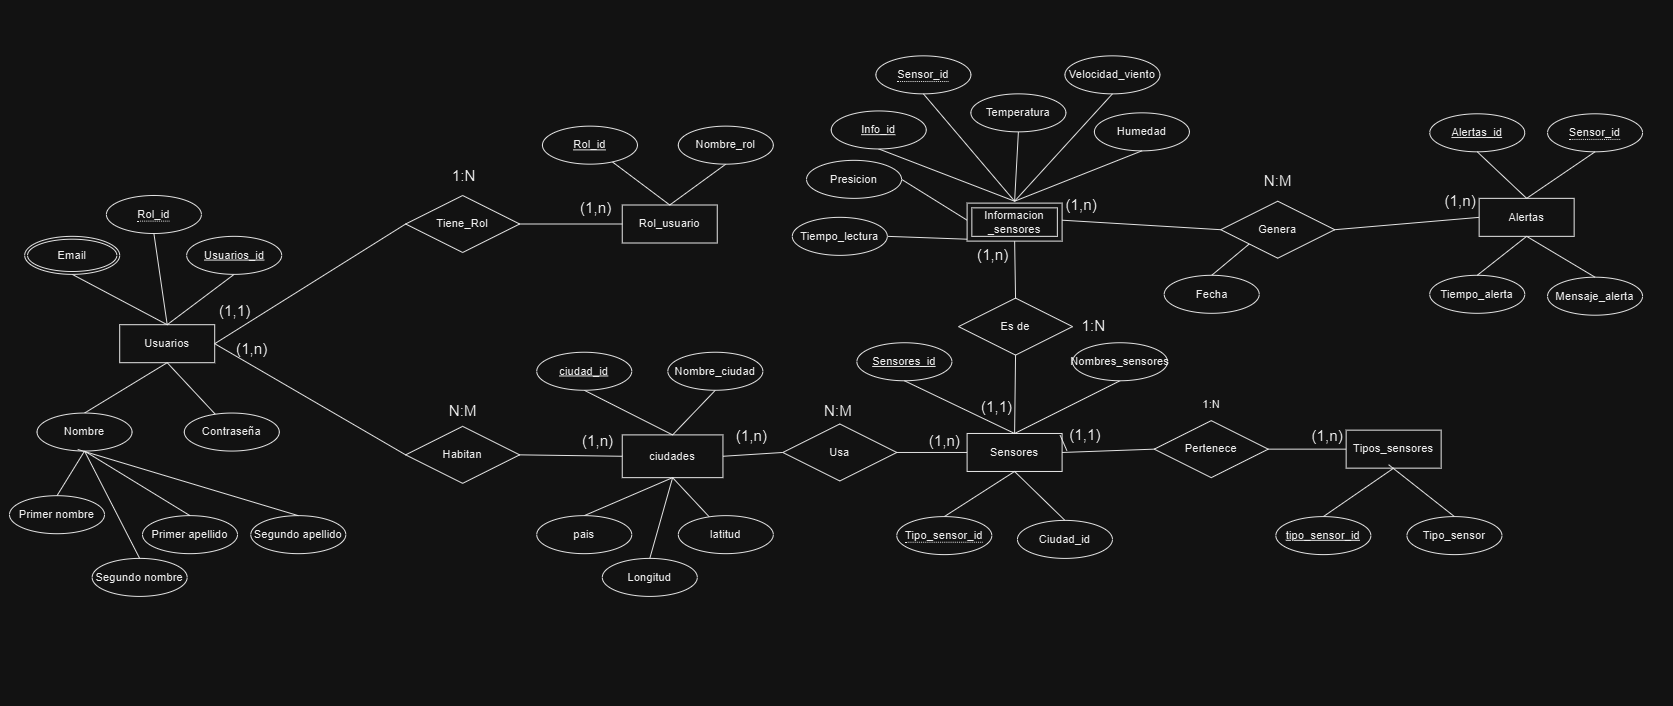 Sensor_id
Velocidad_viento
Temperatura
Info_id
Humedad
Alertas_id
Sensor_id
Rol_id
Nombre_rol
1:N
Presicion
N:M
(1,n)
(1,n)
(1,n)
Rol_id
Tiene_Rol
Rol_usuario
Informacion
_sensores
Genera
Alertas
Tiempo_lectura
Email
Usuarios_id
(1,n)
Fecha
Tiempo_alerta
Mensaje_alerta
(1,1)
Usuarios
(1,n)
Es de
1:N
ciudad_id
Nombre_ciudad
Sensores_id
Nombres_sensores
N:M
N:M
(1,1)
1:N
Nombre
Contraseña
(1,n)
(1,n)
(1,n)
(1,1)
(1,n)
Habitan
ciudades
Usa
Sensores
Pertenece
Tipos_sensores
Primer nombre
Primer apellido
Segundo apellido
pais
latitud
Tipo_sensor_id
Ciudad_id
tipo_sensor_id
Tipo_sensor
Segundo nombre
Longitud